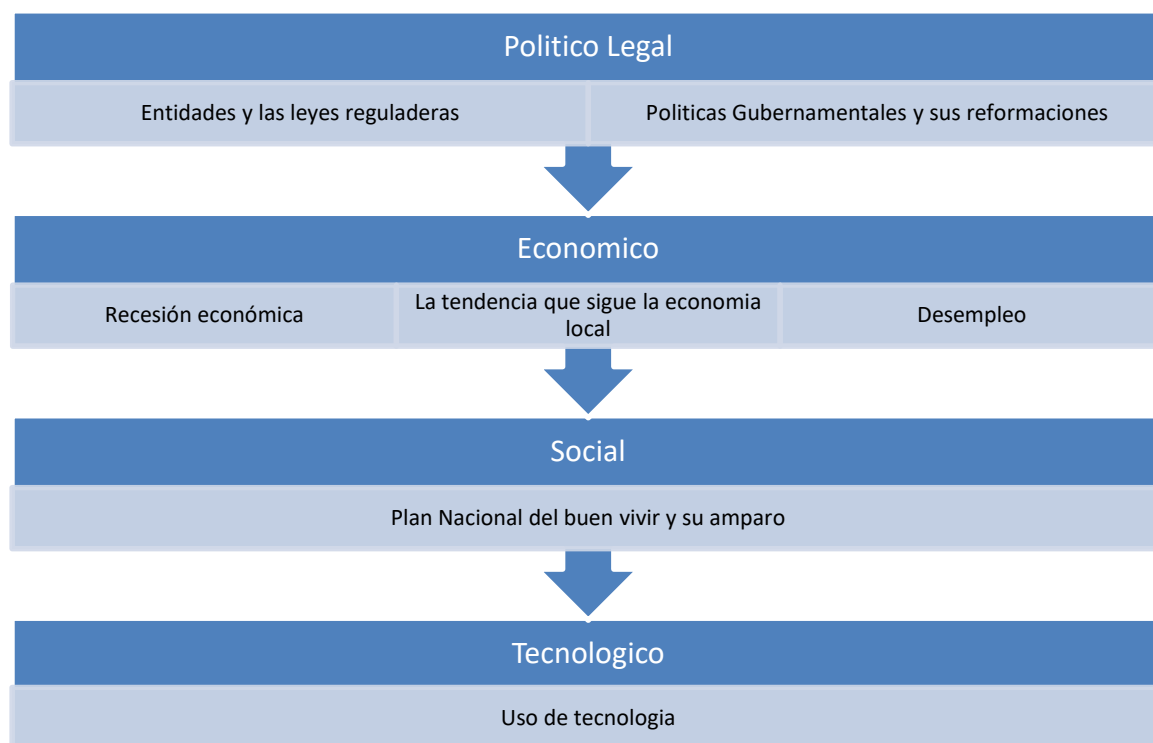 Politico Legal
Entidades y las leyes reguladeras
Politicas Gubernamentales y sus reformaciones
Economico
Recesión económica
La tendencia que sigue la economia
local
Desempleo
Social
Plan Nacional del buen vivir y su amparo
Tecnologico
Uso de tecnologia